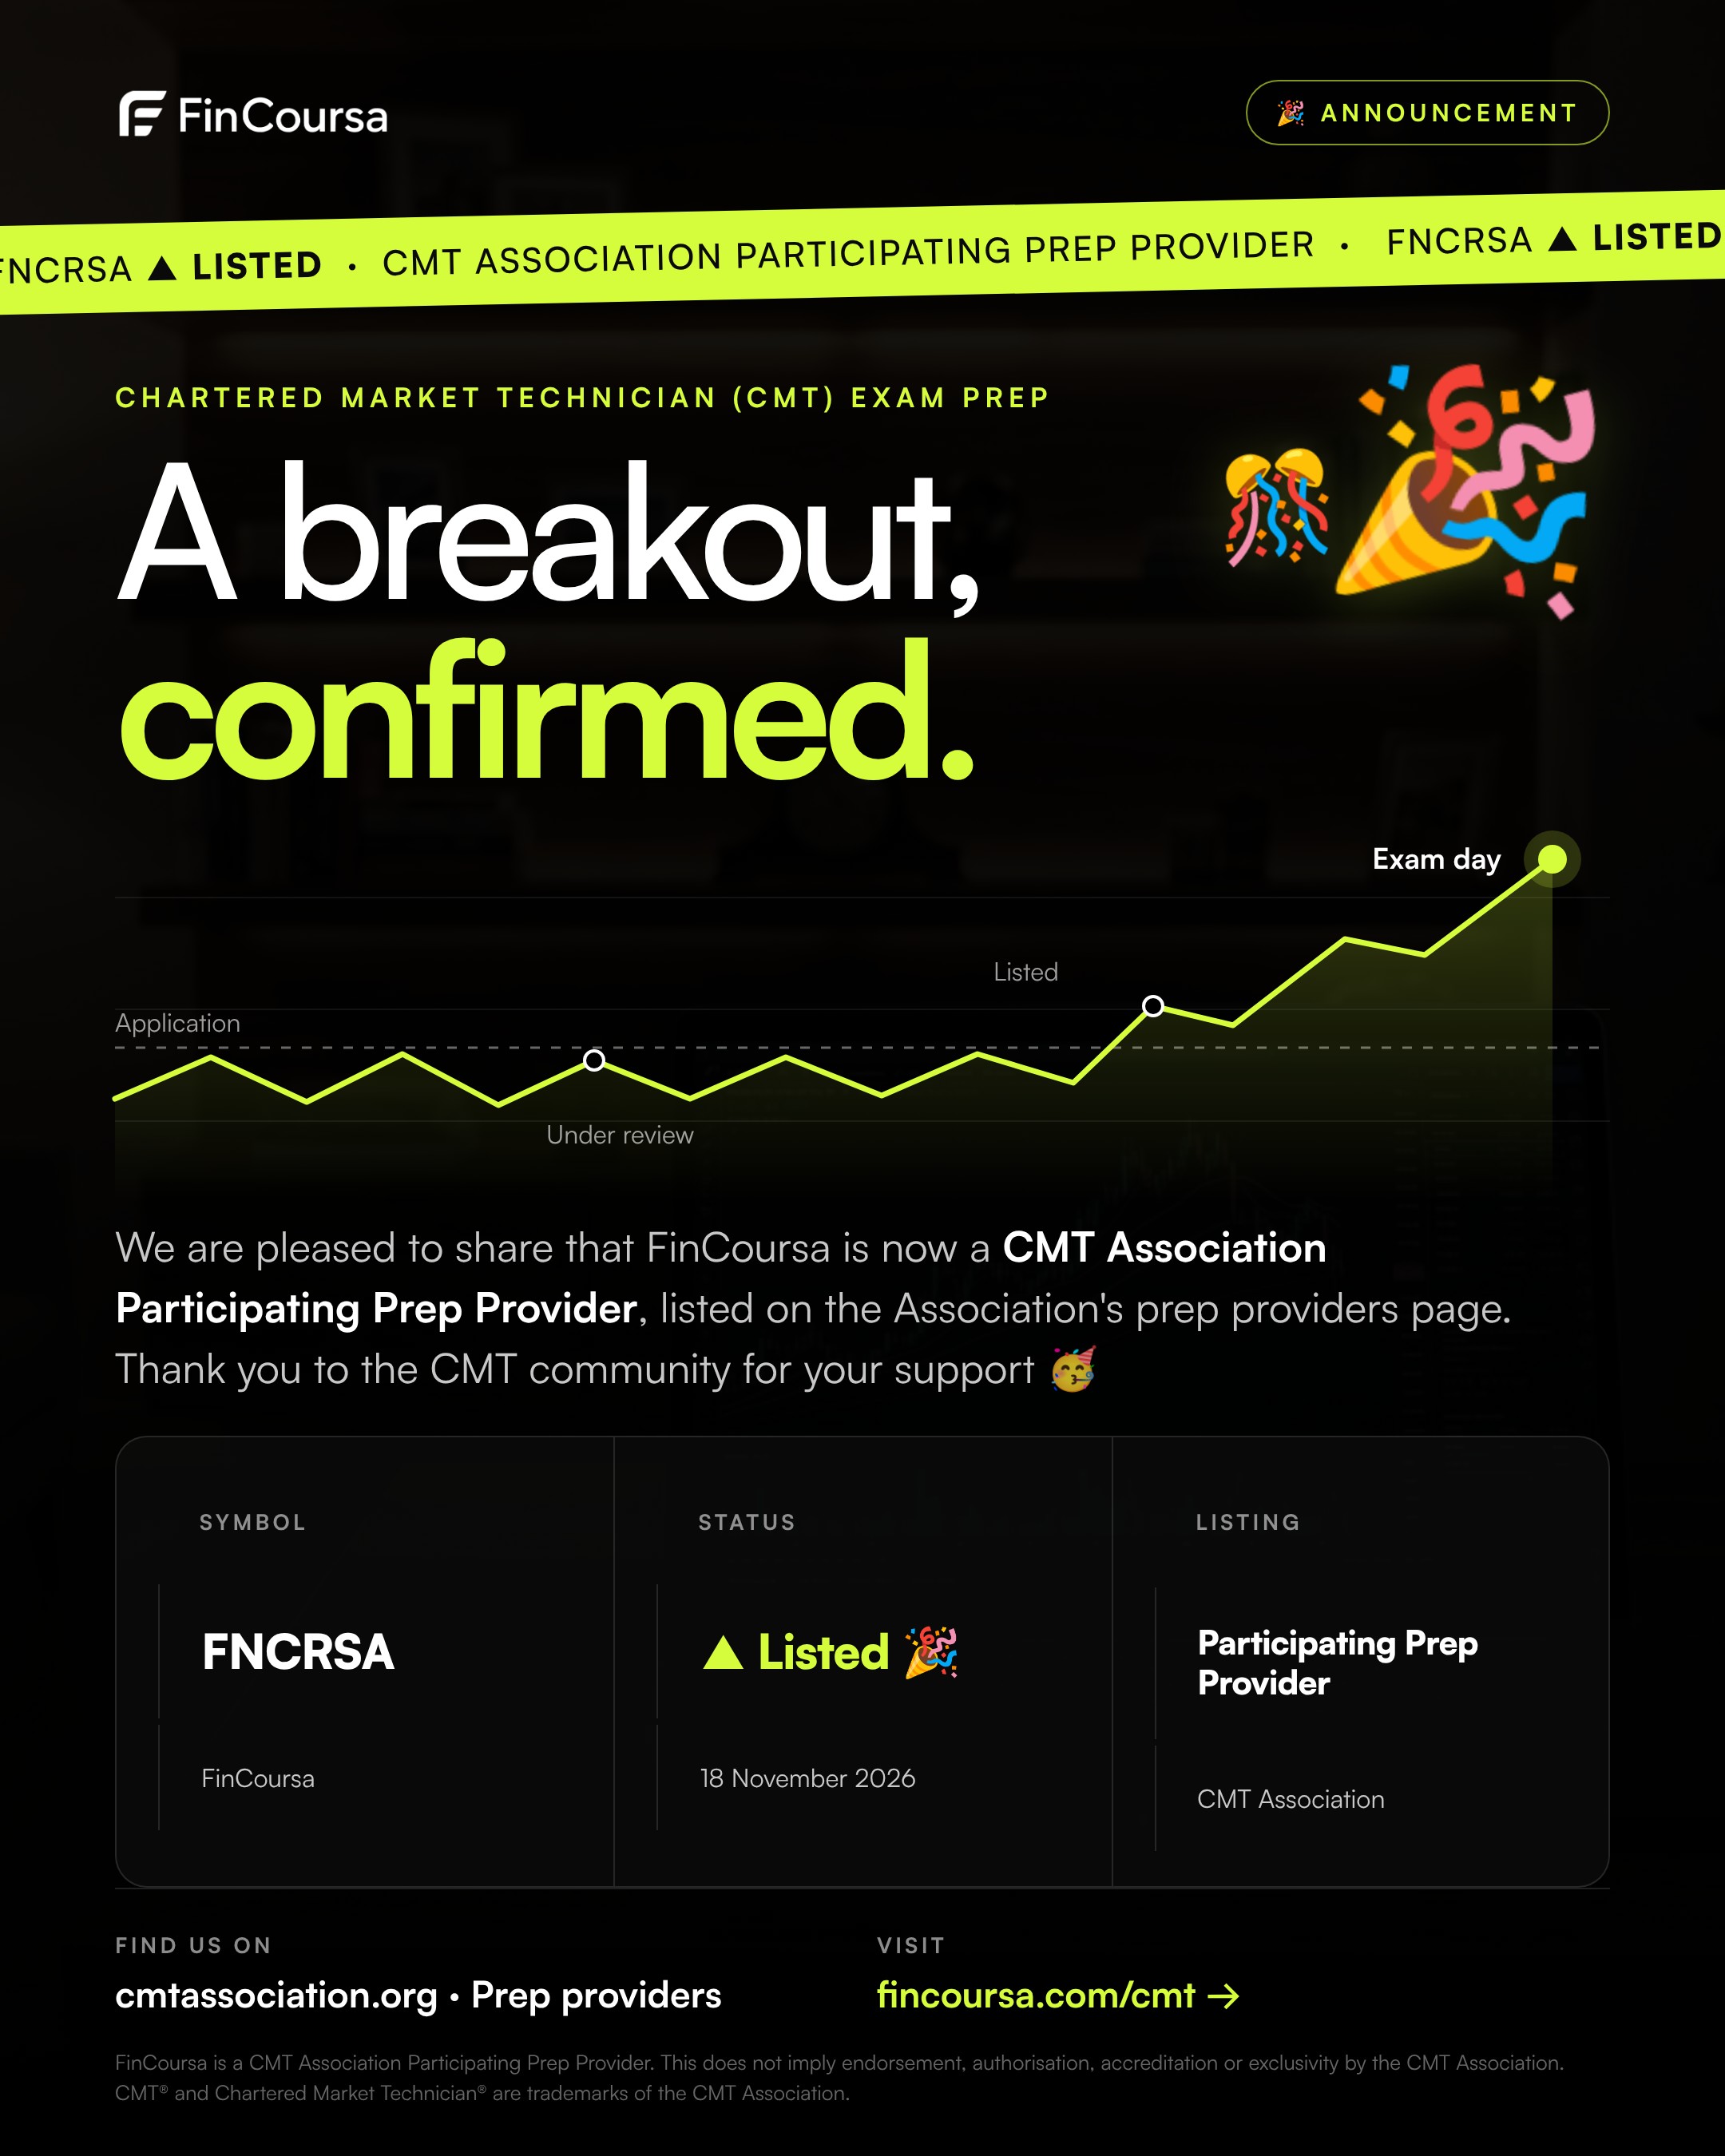 FinCoursa
🎉 ANNOUNCEMENT
FNCRSA ▲ LISTED · CMT ASSOCIATION PARTICIPATING PREP PROVIDER · FNCRSA ▲ LISTED
CHARTERED MARKET TECHNICIAN (CMT) EXAM PREP
A breakout,
confirmed.
Exam day
Listed
Application
Under review
We are pleased to share that FinCoursa is now a CMT Association
Participating Prep Provider, listed on the Association's prep providers page.
Thank you to the CMT community for your support 🥳
SYMBOL
FNCRSA
FinCoursa
STATUS
▲ Listed 🎉
18 November 2026
LISTING
Participating Prep
Provider
CMT Association
FIND US ON
cmtassociation.org · Prep providers
VISIT
fincoursa.com/cmt →
FinCoursa is a CMT Association Participating Prep Provider. This does not imply endorsement, authorisation, accreditation or exclusivity by the CMT Association.
CMT® and Chartered Market Technician® are trademarks of the CMT Association.